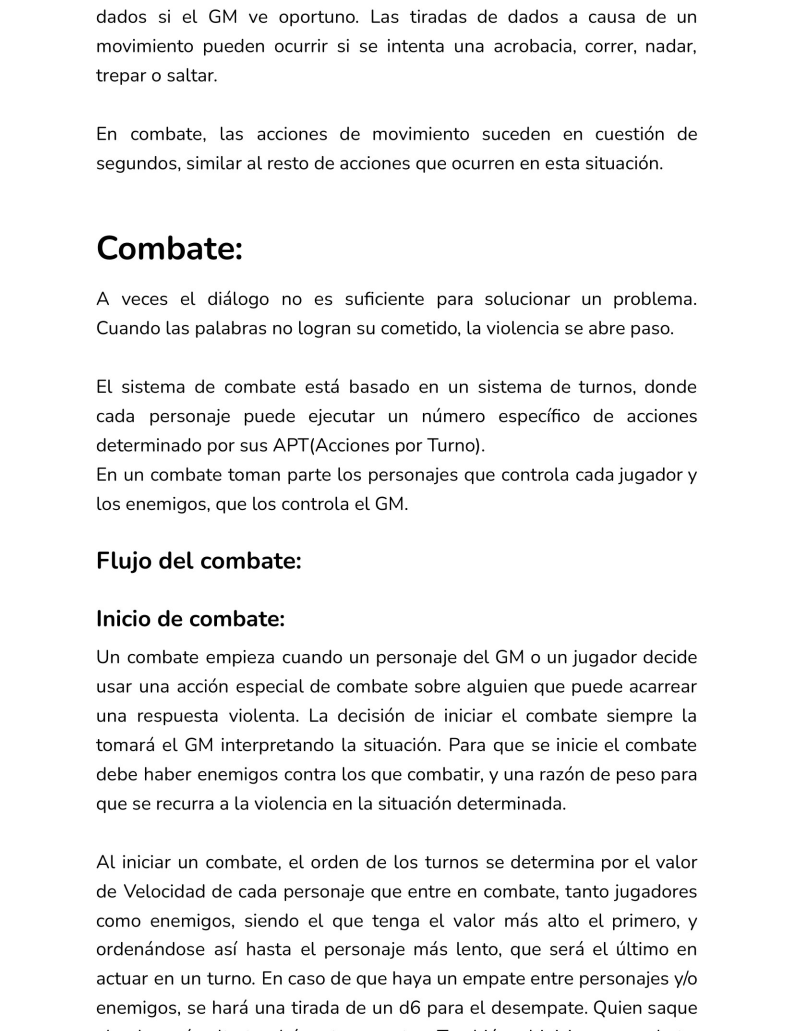 dados si el GM ve oportuno. Las tiradas de dados a causa de un
movimiento pueden ocurrir si se intenta una acrobacia, correr, nadar,
trepar o saltar.
En combate, las acciones de movimiento suceden en cuestión de
segundos, similar al resto de acciones que ocurren en esta situación.
Combate:
A veces el diálogo no es suficiente para solucionar un problema.
Cuando las palabras no logran su cometido, la violencia se abre paso.
El sistema de combate está basado en un sistema de turnos, donde
cada personaje puede ejecutar un número específico de acciones
determinado por sus APT(Acciones por Turno).
En un combate toman parte los personajes que controla cada jugador y
los enemigos, que los controla el GM.
Flujo del combate:
Inicio de combate:
Un combate empieza cuando un personaje del GM o un jugador decide
usar una acción especial de combate sobre alguien que puede acarrear
una respuesta violenta. La decisión de iniciar el combate siempre la
tomará el GM interpretando la situación. Para que se inicie el combate
debe haber enemigos contra los que combatir, y una razón de peso para
que se recurra a la violencia en la situación determinada.
Al iniciar un combate, el orden de los turnos se determina por el valor
de Velocidad de cada personaje que entre en combate, tanto jugadores
como enemigos, siendo el que tenga el valor más alto el primero, y
ordenándose así hasta el personaje más lento, que será el último en
actuar en un turno. En caso de que haya un empate entre personajes y/o
enemigos, se hará una tirada de un d6 para el desempate. Quien saque